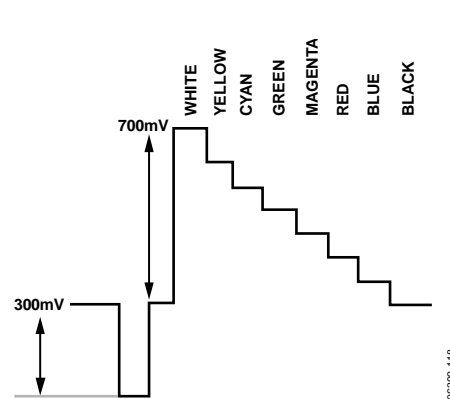 WHITE
YELLOW
CYAN
GREEN
MAGENTA
RED
BLUE
BLACK
700mV
300mV